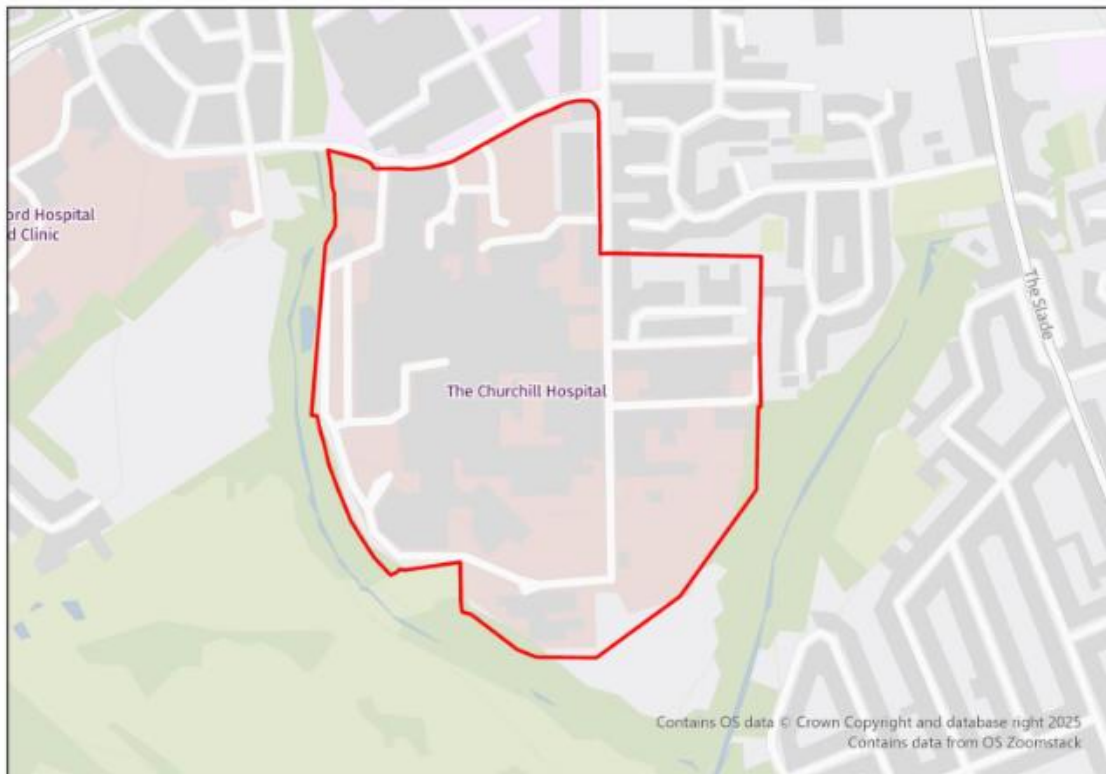 ord Hospital
d Clinic
The Slade
The Churchill Hospital
Contains OS data © Crown Copyright and database right 2025
Contains data from OS Zoomstack